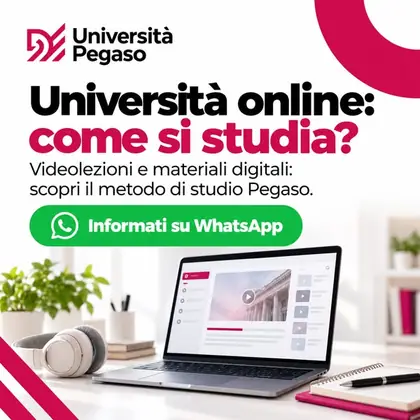 Università
Pegaso
Università online:
come si studia?
Videolezioni e materiali digitali:
scopri il metodo di studio Pegaso.
Informati su WhatsApp